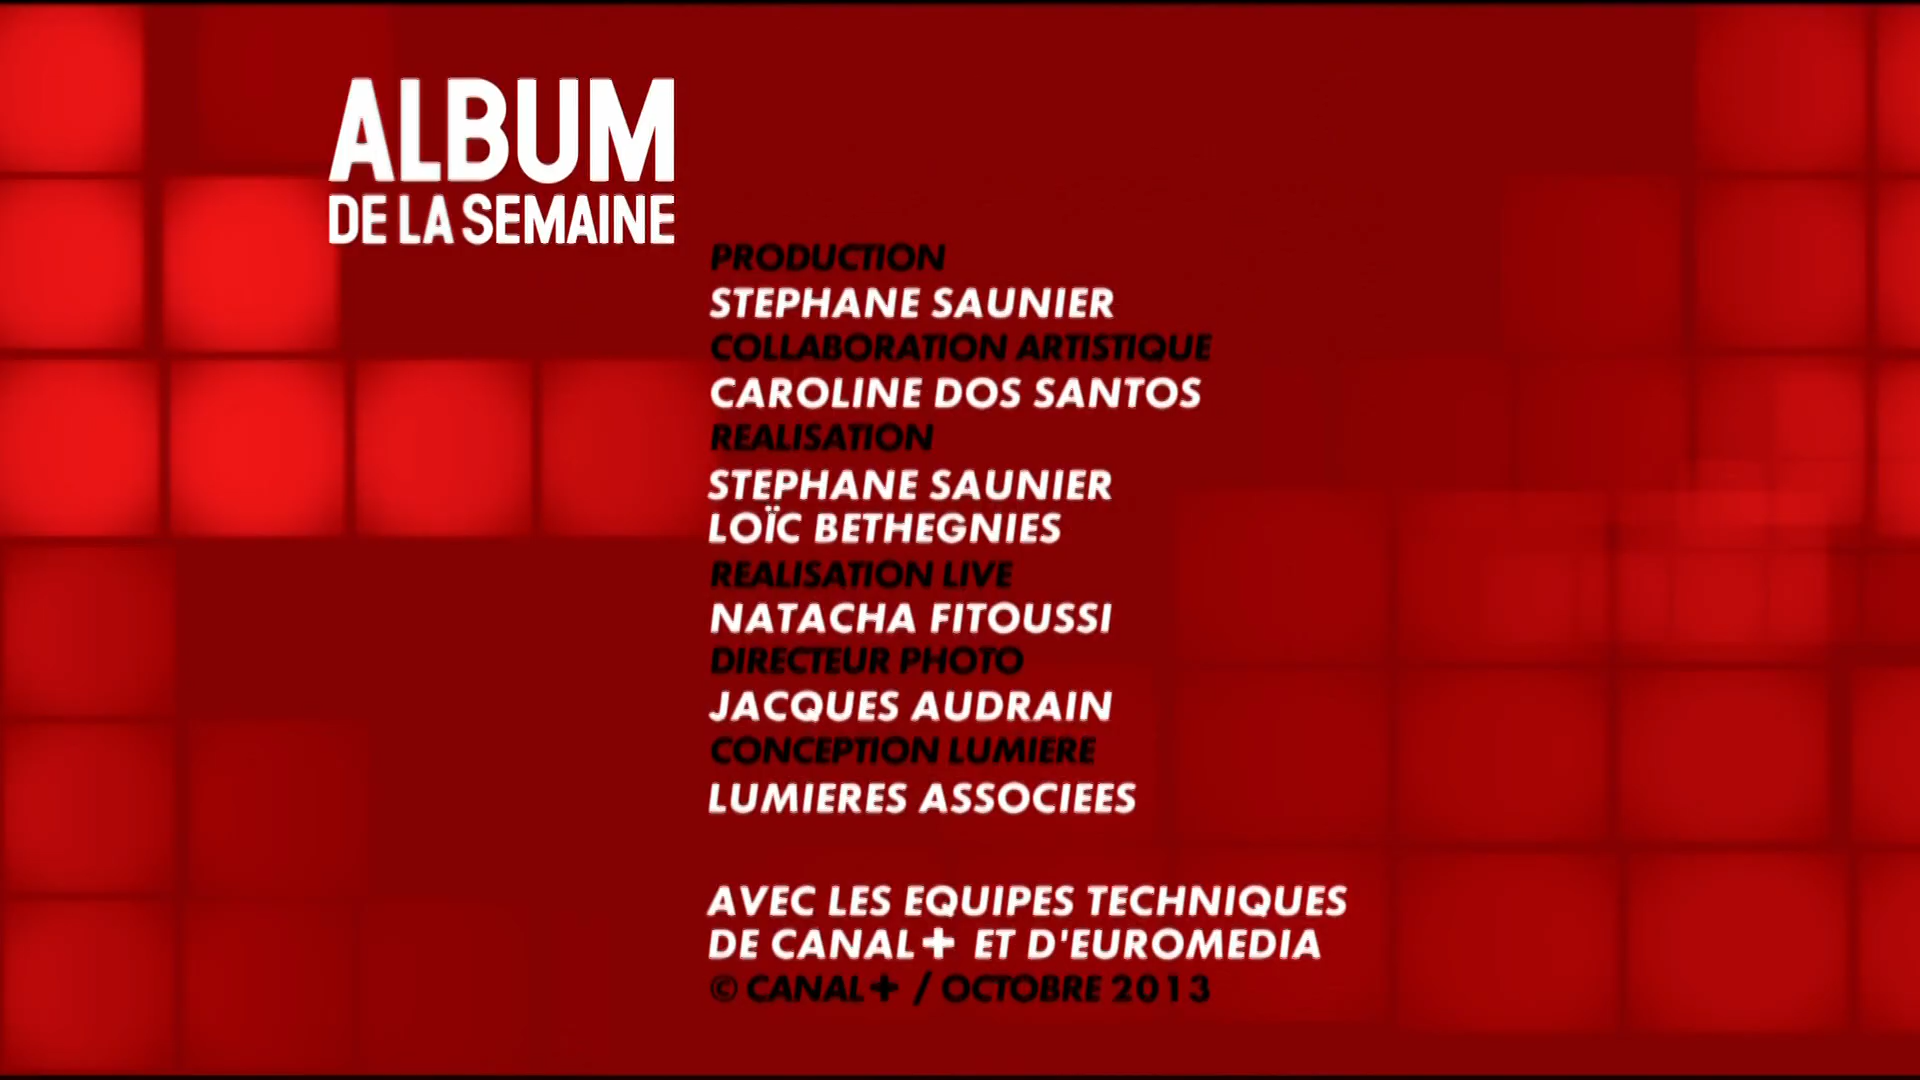 ALBUM
DE LA SEMAINE
PRODUCTION
STEPHANE SAUNIER
COLLABORATION ARTISTIQUE
CAROLINE DOS SANTOS
REALISATION
STEPHANE SAUNIER
LOÏC BETHEGNIES
REALISATION LIVE
NATACHA FITOUSSI
DIRECTEUR PHOTO
JACQUES AUDRAIN
CONCEPTION LUMIERE
LUMIERES ASSOCIEES
AVEC LES EQUIPES TECHNIQUES
DE CANAL+ ET D'EUROMEDIA
© CANAL+ / OCTOBRE 2013